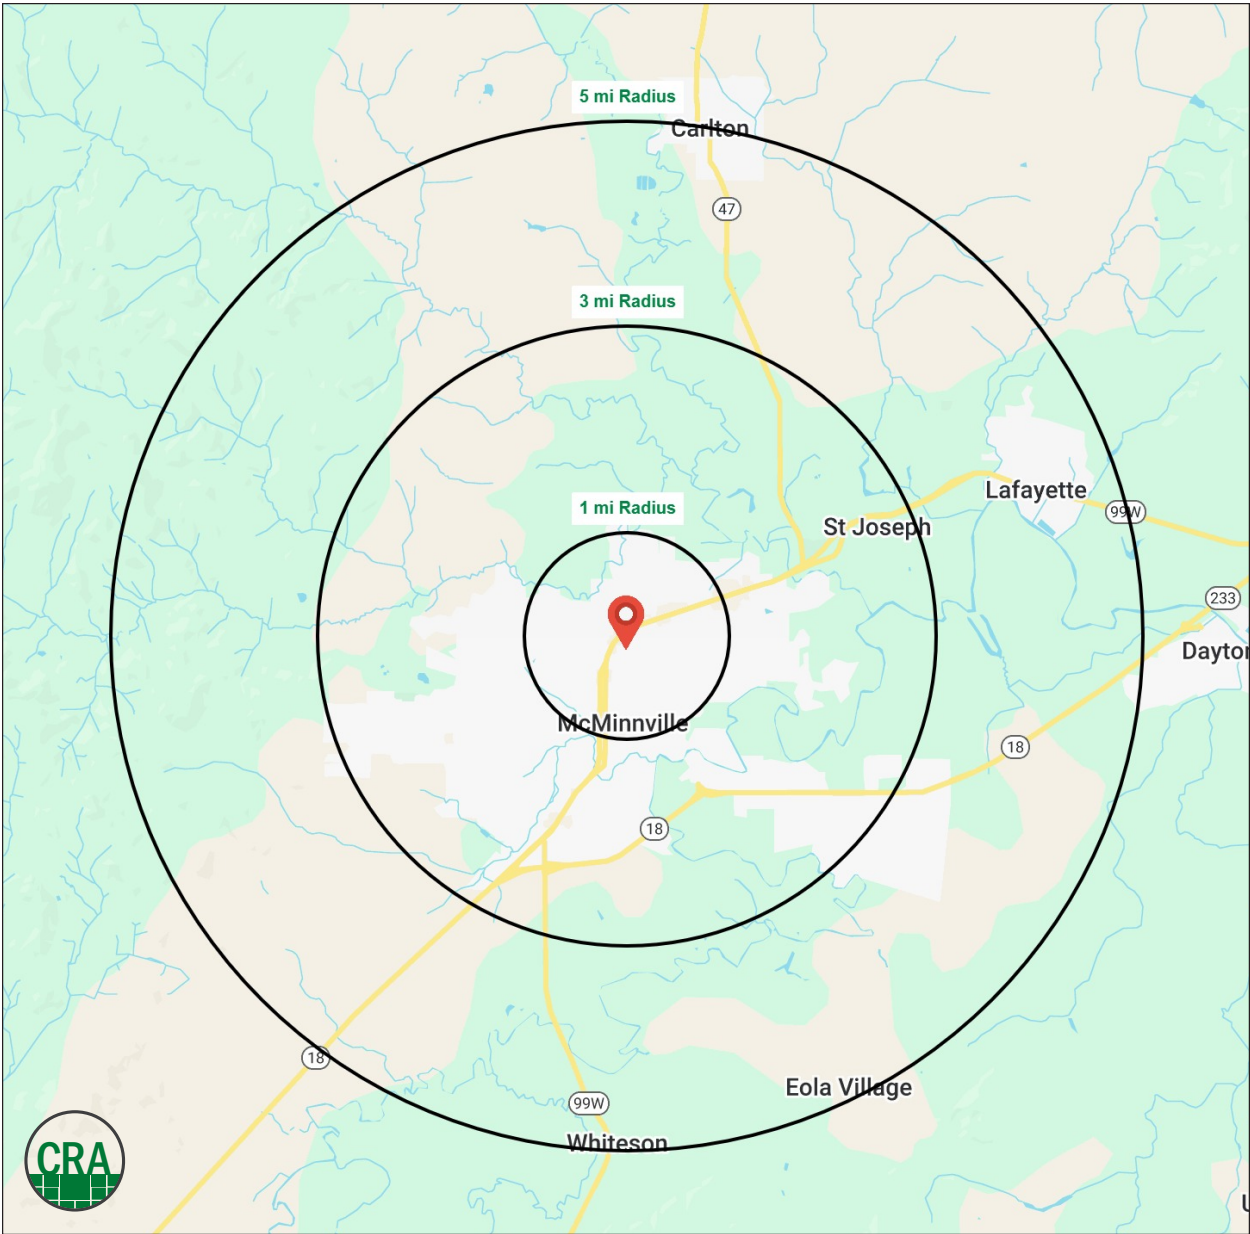 5 mi Radius
Carlton
47
3 mi Radius
Lafayette
1 mi Radius
99W
St Joseph
233
Dayton
McMinnville
18
18
18
Eola Village
99W
Whiteson
CRA